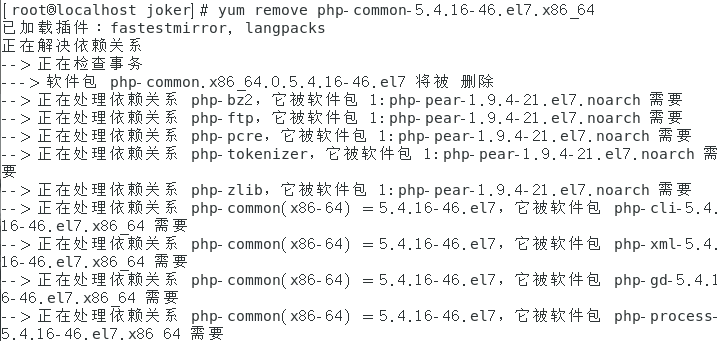 [root@localhost joker]# yum remove php-common-5.4.16-46.el7.x86_64
已加载插件：fastestmirror, langpacks
正在解决依赖关系
--> 正在检查事务
---> 软件包 php-common.x86_64.0.5.4.16-46.el7 将被 删除
--> 正在处理依赖关系 php-bz2，它被软件包 1:php-pear-1.9.4-21.el7.noarch 需要
--> 正在处理依赖关系 php-ftp，它被软件包 1:php-pear-1.9.4-21.el7.noarch 需要
--> 正在处理依赖关系 php-pcre，它被软件包 1:php-pear-1.9.4-21.el7.noarch 需要
--> 正在处理依赖关系 php-tokenizer，它被软件包 1:php-pear-1.9.4-21.el7.noarch 需
要
--> 正在处理依赖关系 php-zlib，它被软件包 1:php-pear-1.9.4-21.el7.noarch 需要
--> 正在处理依赖关系 php-common(x86-64) = 5.4.16-46.el7，它被软件包 php-cli-5.4.
16-46.el7.x86_64 需要
--> 正在处理依赖关系 php-common(x86-64) = 5.4.16-46.el7，它被软件包 php-xml-5.4.
16-46.el7.x86_64 需要
--> 正在处理依赖关系 php-common(x86-64) = 5.4.16-46.el7，它被软件包 php-gd-5.4.1
6-46.el7.x86_64 需要
--> 正在处理依赖关系 php-common(x86-64) = 5.4.16-46.el7，它被软件包 php-process-
5.4.16-46.el7.x86_64 需要